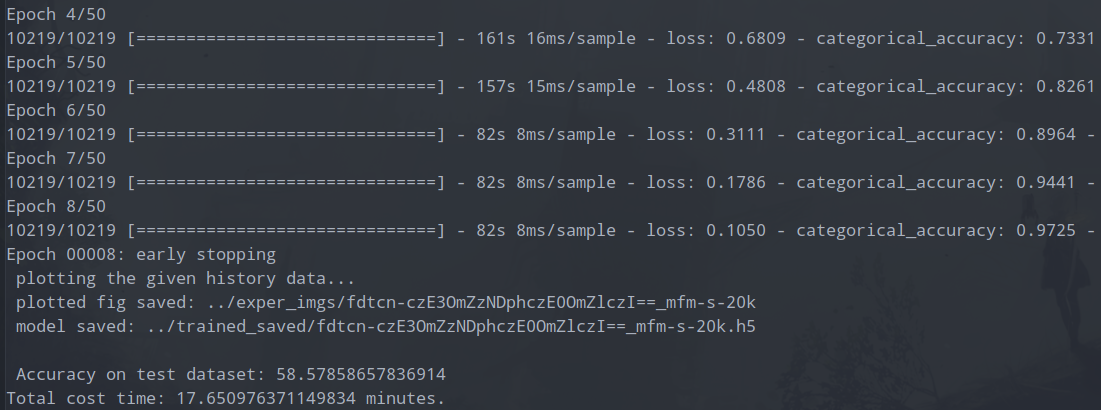 Epoch 4/50
10219/10219 [==============================] - 161s 16ms/sample - loss: 0.6809 - categorical_accuracy: 0.7331
Epoch 5/50
10219/10219 [==============================] - 157s 15ms/sample - loss: 0.4808 - categorical_accuracy: 0.8261
Epoch 6/50
10219/10219 [==============================] - 82s 8ms/sample - loss: 0.3111 - categorical_accuracy: 0.8964 -
Epoch 7/50
10219/10219 [==============================] - 82s 8ms/sample - loss: 0.1786 - categorical_accuracy: 0.9441 -
Epoch 8/50
10219/10219 [==============================] - 82s 8ms/sample - loss: 0.1050 - categorical_accuracy: 0.9725 -
Epoch 00008: early stopping
plotting the given history data...
plotted fig saved: ../exper_imgs/fdtcn-czE3OmZzNDphczE0OmZlczI==_mfm-s-20k
model saved: ../trained_saved/fdtcn-czE3OmZzNDphczE0OmZlczI==_mfm-s-20k.h5
Accuracy on test dataset: 58.57858657836914
Total cost time: 17.650976371149834 minutes.